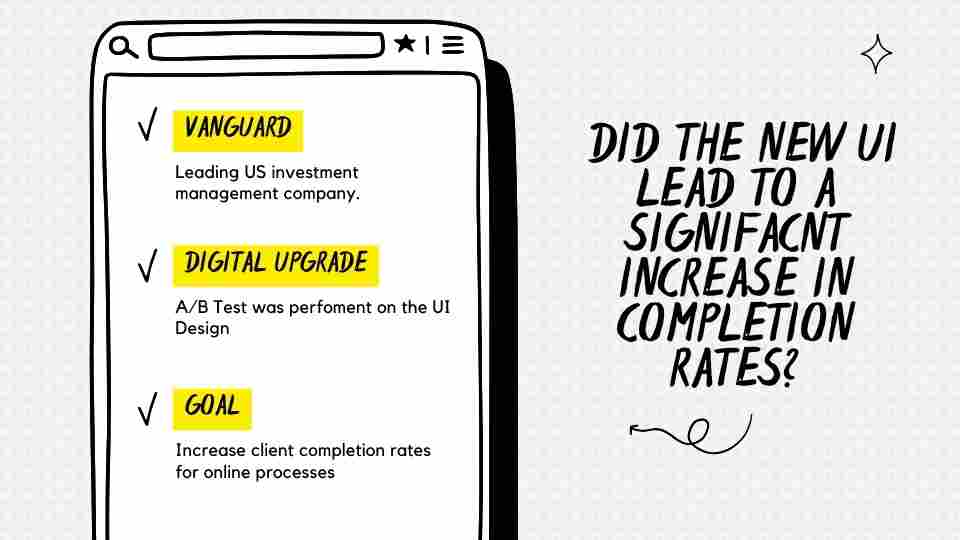 VANGUARD
Leading US investment
management company.
DIGITAL UPGRADE
A/B Test was perfoment on the UI
Design
GOAL
Increase client completion rates
for online processes
DID THE NEW UI
LEAD TO A
SIGNIFACNT
INCREASE IN
COMPLETION
RATES?